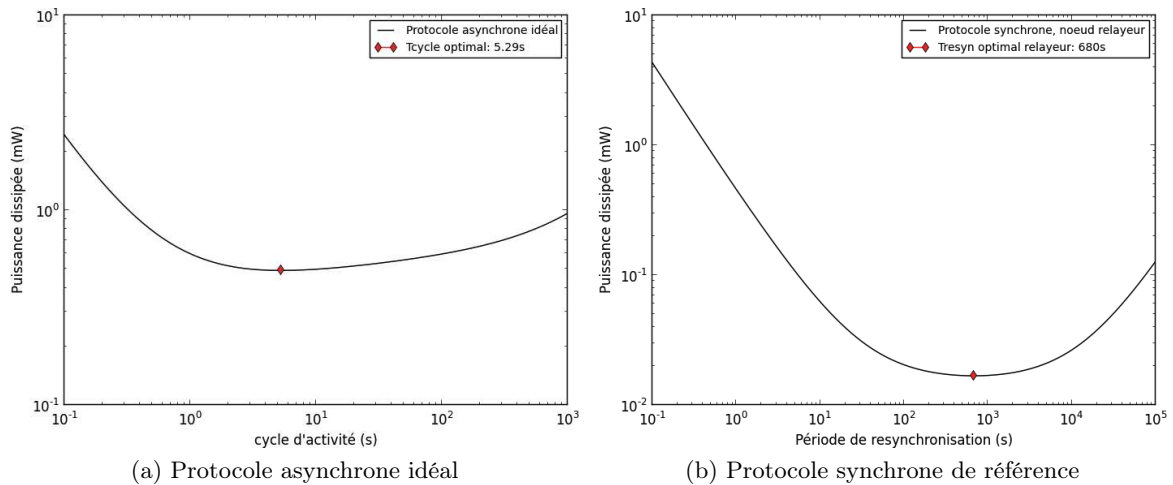 10^1
10^0
10^-1
Puissance dissipée (mW)
Protocole asynchrone idéal
Tcycle optimal: 5.29s
10^-1
10^0
10^1
10^2
10^3
cycle d'activité (s)
(a) Protocole asynchrone idéal
10^1
10^0
10^-1
10^-2
Puissance dissipée (mW)
Protocole synchrone, noeud relayeur
Tresyn optimal relayeur: 680s
10^-1
10^0
10^1
10^2
10^3
10^4
10^5
Période de resynchronisation (s)
(b) Protocole synchrone de référence